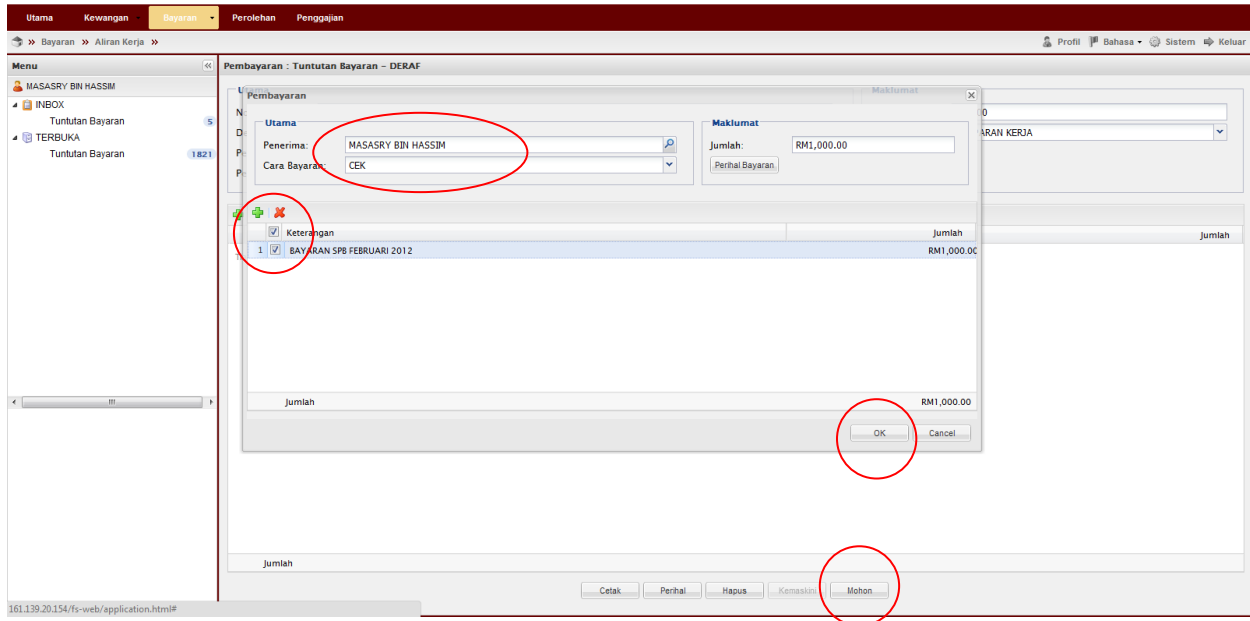 Utama Kewangan Bayaran Perolehan Penggajian
» Bayaran » Aliran Kerja » Profil Bahasa Sistem Keluar
Menu
MASASRY BIN HASSIM
INBOX
Tuntutan Bayaran 5
TERBUKA
Tuntutan Bayaran 1821
Pembayaran : Tuntutan Bayaran - DERAF
Maklumat
ARAN KERJA
Pembayaran
Utama
Penerima: MASASRY BIN HASSIM
Cara Bayaran: CEK
Maklumat
Jumlah: RM1,000.00
Perihal Bayaran
Keterangan Jumlah
1 BAYARAN SPB FEBRUARI 2012 RM1,000.00
Jumlah RM1,000.00
OK Cancel
Jumlah
Jumlah
Cetak Perihal Hapus Kemaskini Mohon
161.139.20.154/fs-web/application.html#